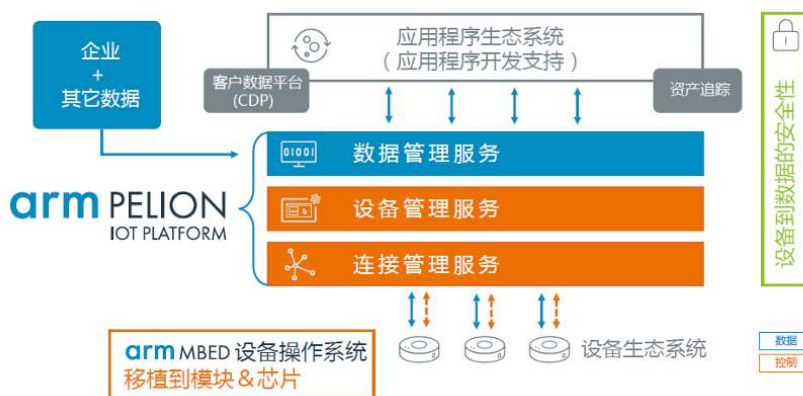 企业
+
其它数据
应用程序生态系统
（应用程序开发支持）
客户数据平台
(CDP)
资产追踪
01001
数据管理服务
设备管理服务
连接管理服务
arm PELION
IOT PLATFORM
arm MBED 设备操作系统
移植到模块＆芯片
设备生态系统
设备到数据的安全性
数据
控制